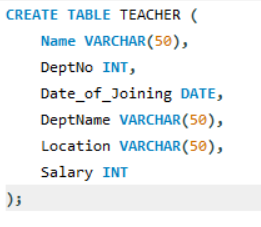 CREATE TABLE TEACHER (
    Name VARCHAR(50),
    DeptNo INT,
    Date_of_Joining DATE,
    DeptName VARCHAR(50),
    Location VARCHAR(50),
    Salary INT
);